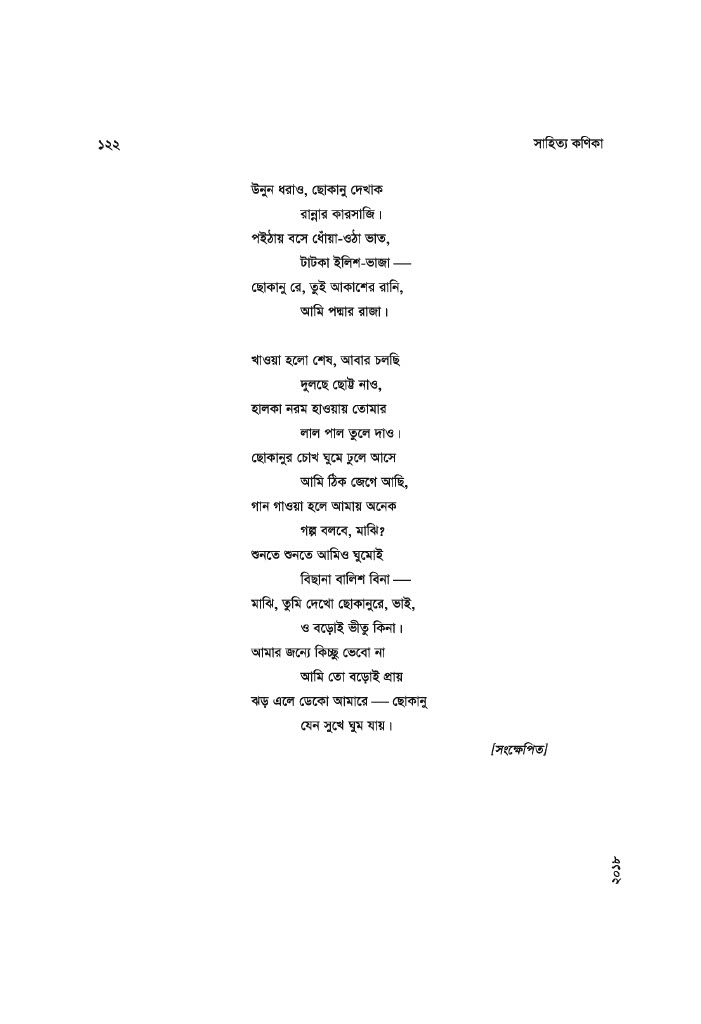 ১২২ সাহিত্য কণিকা
উনুন ধরাও, ছোকানু দেখাক
রান্নার কারসাজি।
পইঠায় বসে ধোঁয়া-ওঠা ভাত,
টাটকা ইলিশ-ভাজা —
ছোকানু রে, তুই আকাশের রানি,
আমি পদ্মার রাজা।
খাওয়া হলো শেষ, আবার চলছি
দুলছে ছোট্ট নাও,
হালকা নরম হাওয়ায় তোমার
লাল পাল তুলে দাও।
ছোকানুর চোখ ঘুমে ঢুলে আসে
আমি ঠিক জেগে আছি,
গান গাওয়া হলে আমায় অনেক
গল্প বলবে, মাঝি?
শুনতে শুনতে আমিও ঘুমোই
বিছানা বালিশ বিনা —
মাঝি, তুমি দেখো ছোকানুরে, ভাই,
ও বড়োই ভীতু কিনা।
আমার জন্যে কিচ্ছু ভেবো না
আমি তো বড়োই প্রায়
ঝড় এলে ডেকো আমারে — ছোকানু
যেন সুখে ঘুম যায়।
[সংক্ষেপিত]
২০১৮